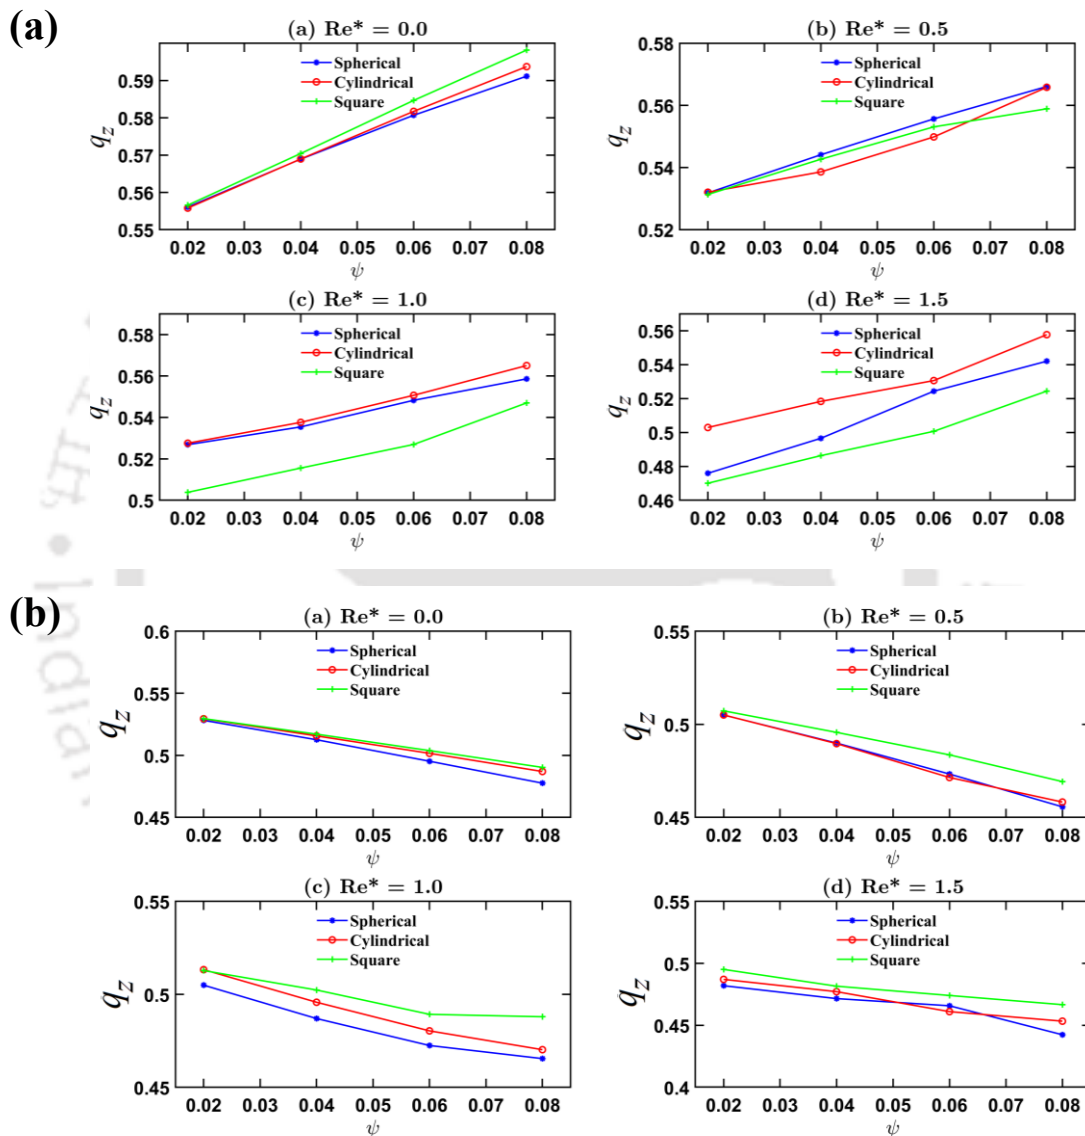 (a)
(a) Re* = 0.0
Spherical
Cylindrical
Square
0.59
0.58
0.57
0.56
0.55
q_z
0.02 0.03 0.04 0.05 0.06 0.07 0.08
ψ
(b) Re* = 0.5
Spherical
Cylindrical
Square
0.58
0.56
0.54
0.52
q_z
0.02 0.03 0.04 0.05 0.06 0.07 0.08
ψ
(c) Re* = 1.0
Spherical
Cylindrical
Square
0.58
0.56
0.54
0.52
0.5
q_z
0.02 0.03 0.04 0.05 0.06 0.07 0.08
ψ
(d) Re* = 1.5
Spherical
Cylindrical
Square
0.56
0.54
0.52
0.5
0.48
0.46
q_z
0.02 0.03 0.04 0.05 0.06 0.07 0.08
ψ
(b)
(a) Re* = 0.0
Spherical
Cylindrical
Square
0.6
0.55
0.5
0.45
q_z
0.02 0.03 0.04 0.05 0.06 0.07 0.08
ψ
(b) Re* = 0.5
Spherical
Cylindrical
Square
0.55
0.5
0.45
q_z
0.02 0.03 0.04 0.05 0.06 0.07 0.08
ψ
(c) Re* = 1.0
Spherical
Cylindrical
Square
0.55
0.5
0.45
q_z
0.02 0.03 0.04 0.05 0.06 0.07 0.08
ψ
(d) Re* = 1.5
Spherical
Cylindrical
Square
0.55
0.5
0.45
0.4
q_z
0.02 0.03 0.04 0.05 0.06 0.07 0.08
ψ